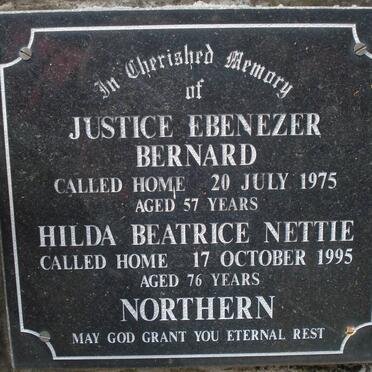 In Cherished Memory
of
JUSTICE EBENEZER
BERNARD
CALLED HOME 20 JULY 1975
AGED 57 YEARS
HILDA BEATRICE NETTIE
CALLED HOME 17 OCTOBER 1995
AGED 76 YEARS
NORTHERN
MAY GOD GRANT YOU ETERNAL REST